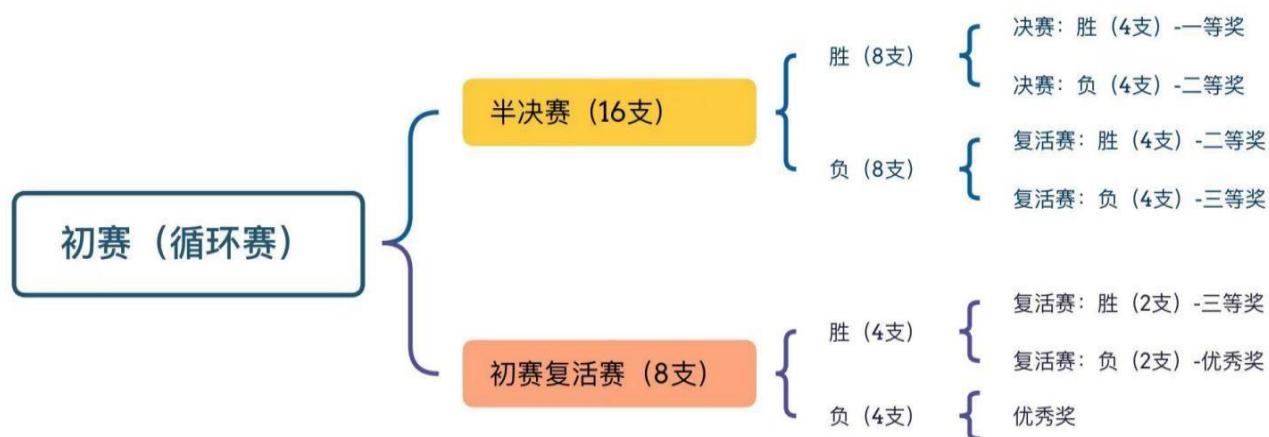 初赛（循环赛）
半决赛（16支）
胜（8支）
决赛：胜（4支）-一等奖
决赛：负（4支）-二等奖
负（8支）
复活赛：胜（4支）-二等奖
复活赛：负（4支）-三等奖
初赛复活赛（8支）
胜（4支）
复活赛：胜（2支）-三等奖
复活赛：负（2支）-优秀奖
负（4支）
优秀奖